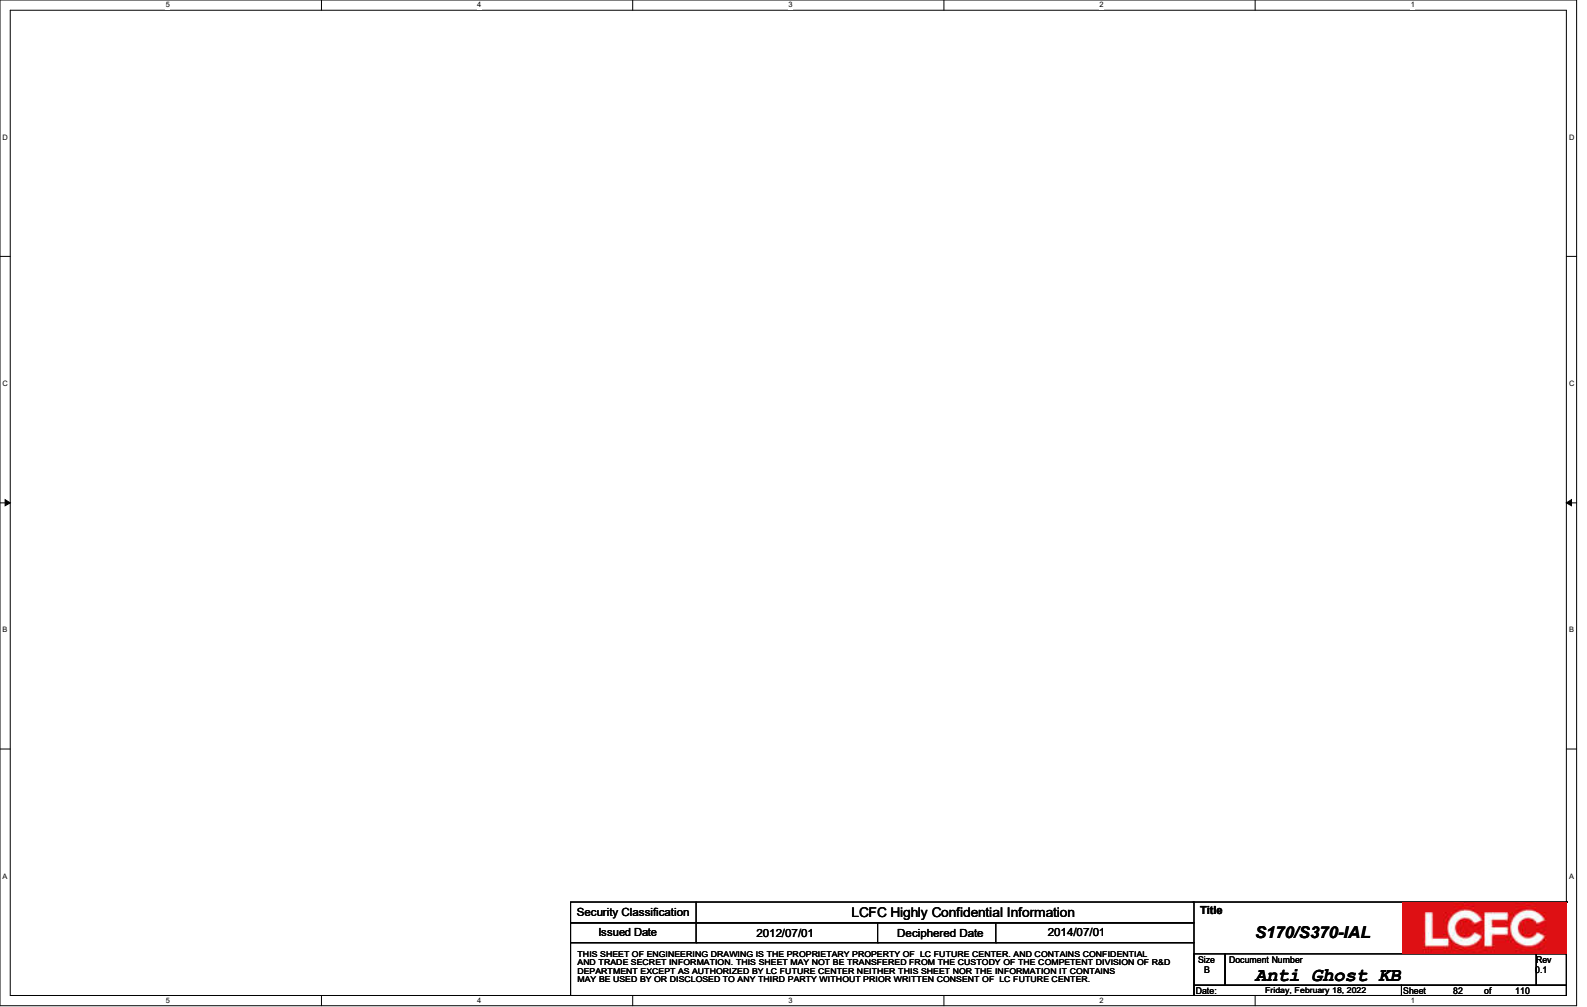 5 4 3 2 1
D D
C C
B B
A A
Security Classification LCFC Highly Confidential Information
Issued Date 2012/07/01 Deciphered Date 2014/07/01
THIS SHEET OF ENGINEERING DRAWING IS THE PROPRIETARY PROPERTY OF LC FUTURE CENTER. AND CONTAINS CONFIDENTIAL
AND TRADE SECRET INFORMATION. THIS SHEET MAY NOT BE TRANSFERED FROM THE CUSTODY OF THE COMPETENT DIVISION OF R&D
DEPARTMENT EXCEPT AS AUTHORIZED BY LC FUTURE CENTER NEITHER THIS SHEET NOR THE INFORMATION IT CONTAINS
MAY BE USED BY OR DISCLOSED TO ANY THIRD PARTY WITHOUT PRIOR WRITTEN CONSENT OF LC FUTURE CENTER.
Title
S170/S370-IAL
LCFC
Size Document Number Rev
B Anti Ghost KB 0.1
Date: Friday, February 18, 2022 Sheet 82 of 110
5 4 3 2 1